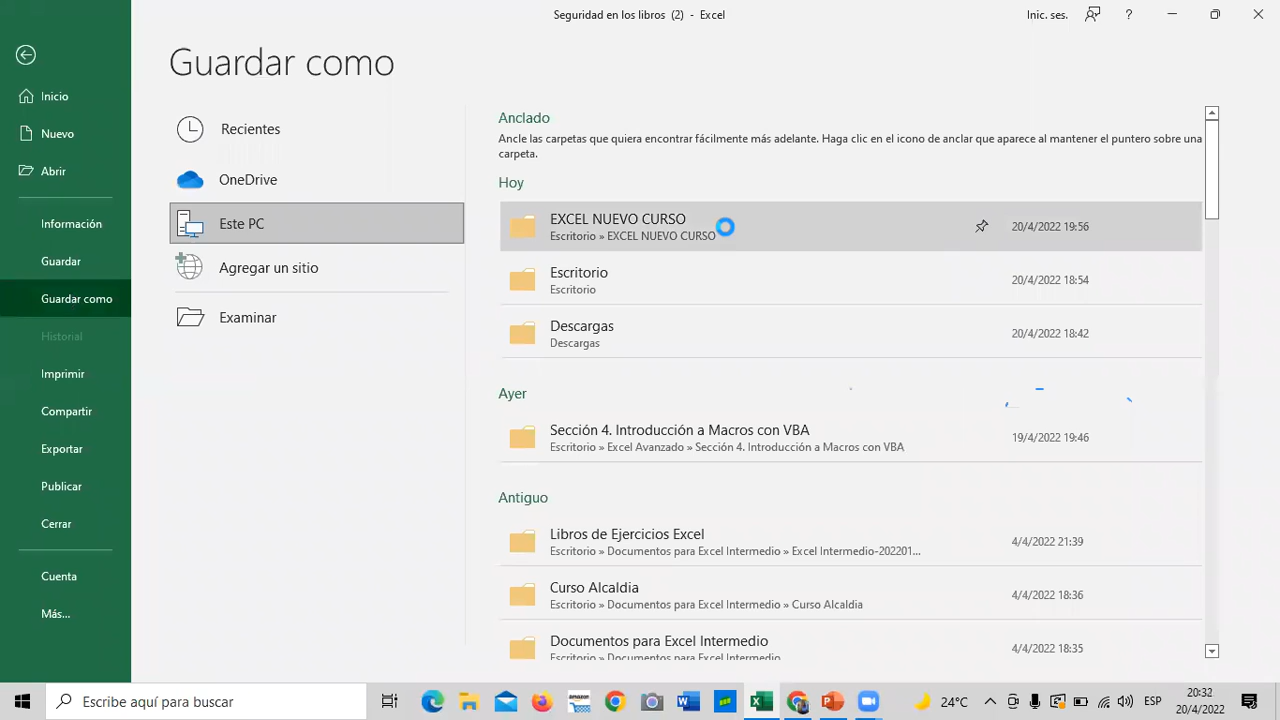 Seguridad en los libros (2) - Excel
Inic. ses.
?
Guardar como
Inicio
Nuevo
Abrir
Información
Guardar
Guardar como
Historial
Imprimir
Compartir
Exportar
Publicar
Cerrar
Cuenta
Más...
Recientes
OneDrive
Este PC
Agregar un sitio
Examinar
Anclado
Ancle las carpetas que quiera encontrar fácilmente más adelante. Haga clic en el icono de anclar que aparece al mantener el puntero sobre una
carpeta.
Hoy
EXCEL NUEVO CURSO
Escritorio » EXCEL NUEVO CURSO
20/4/2022 19:56
Escritorio
Escritorio
20/4/2022 18:54
Descargas
Descargas
20/4/2022 18:42
Ayer
Sección 4. Introducción a Macros con VBA
Escritorio » Excel Avanzado » Sección 4. Introducción a Macros con VBA
19/4/2022 19:46
Antiguo
Libros de Ejercicios Excel
Escritorio » Documentos para Excel Intermedio » Excel Intermedio-202201...
4/4/2022 21:39
Curso Alcaldia
Escritorio » Documentos para Excel Intermedio » Curso Alcaldia
4/4/2022 18:36
Documentos para Excel Intermedio
Escritorio » Documentos para Excel Intermedio
4/4/2022 18:35
Escribe aquí para buscar
amazon
24°C
ESP
20:32
20/4/2022